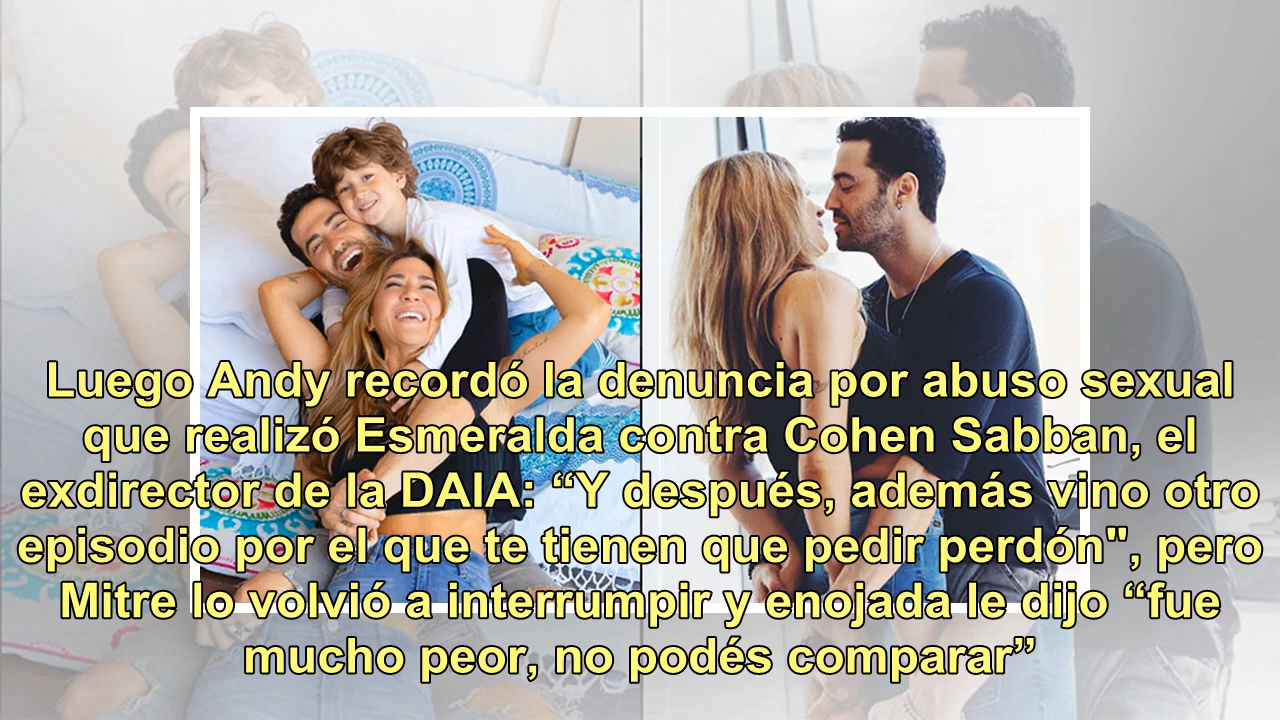 Luego Andy recordó la denuncia por abuso sexual
que realizó Esmeralda contra Cohen Sabban, el
exdirector de la DAIA: “Y después, además vino otro
episodio por el que te tienen que pedir perdón", pero
Mitre lo volvió a interrumpir y enojada le dijo “fue
mucho peor, no podés comparar”